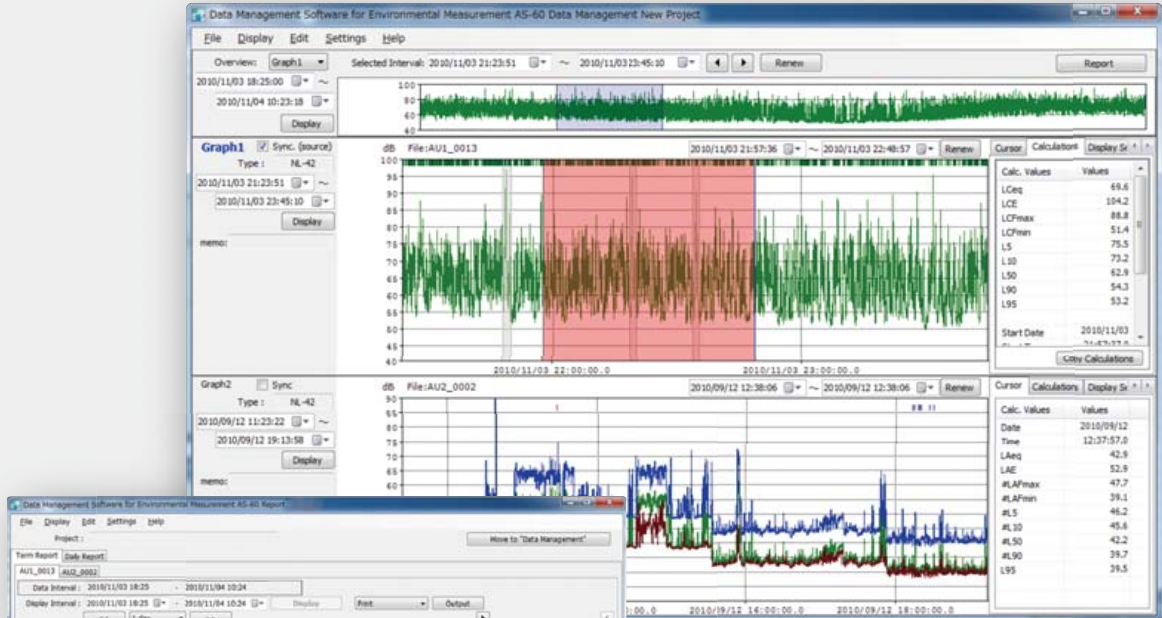 Data Management Software for Environmental Measurement AS-60 Data Management New Project
File Display Edit Settings Help
Overview: Graph1 Selected Interval: 2010/11/03 21:23:51 ~ 2010/11/03 23:45:10 Renew Report
2010/11/03 18:25:00 ~
2010/11/04 10:23:18
Display
100
80
60
40
Graph1 Sync. (source) dB File:AU1_0013 2010/11/03 21:57:36 ~ 2010/11/03 22:48:57 Renew Cursor Calculations Display Se
Type : NL-42
2010/11/03 21:23:51 ~
2010/11/03 23:45:10
Display
memo:
100
95
90
85
80
75
70
65
60
55
50
45
40
2010/11/03 22:00:00.0 2010/11/03 23:00:00.0
Calc. Values Values
LCeq 69.6
LCE 104.2
LCFmax 88.8
LCFmin 51.4
L5 75.5
L10 73.2
L50 62.9
L90 54.3
L95 53.2
Start Date 2010/11/03
21:57:37.0
Copy Calculations
Graph2 Sync dB File:AU2_0002 2010/09/12 12:38:06 ~ 2010/09/12 12:38:06 Renew Cursor Calculations Display Se
Type : NL-42
2010/09/12 11:23:22 ~
2010/09/12 19:13:58
Display
memo:
90
85
80
75
70
65
60
Calc. Values Values
Date 2010/09/12
Time 12:37:57.0
LAeq 42.9
LAE 52.9
#LAFmax 47.7
#LAFmin 39.1
#L5 46.2
#L10 45.6
#L50 42.2
#L90 39.7
L95 39.5
:00.0 2010/09/12 16:00:00.0 2010/09/12 18:00:00.0
Data Management Software for Environmental Measurement AS-60 Report
File Display Edit Settings Help
Project : Move to "Data Management"
Term Report Daily Report
AU1_0013 AU2_0002
Data Interval : 2010/11/03 18:25 - 2010/11/04 10:24
Display Interval : 2010/11/03 18:25 - 2010/11/04 10:24 Display Print Output